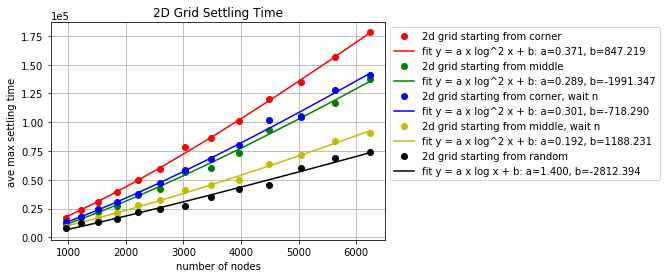 2D Grid Settling Time
1e5
1.75
1.50
1.25
1.00
0.75
0.50
0.25
0.00
ave max settling time
1000
2000
3000
4000
5000
6000
number of nodes
2d grid starting from corner
fit y = a x log^2 x + b: a=0.371, b=847.219
2d grid starting from middle
fit y = a x log^2 x + b: a=0.289, b=-1991.347
2d grid starting from corner, wait n
fit y = a x log^2 x + b: a=0.301, b=-718.290
2d grid starting from middle, wait n
fit y = a x log^2 x + b: a=0.192, b=1188.231
2d grid starting from random
fit y = a x log x + b: a=1.400, b=-2812.394